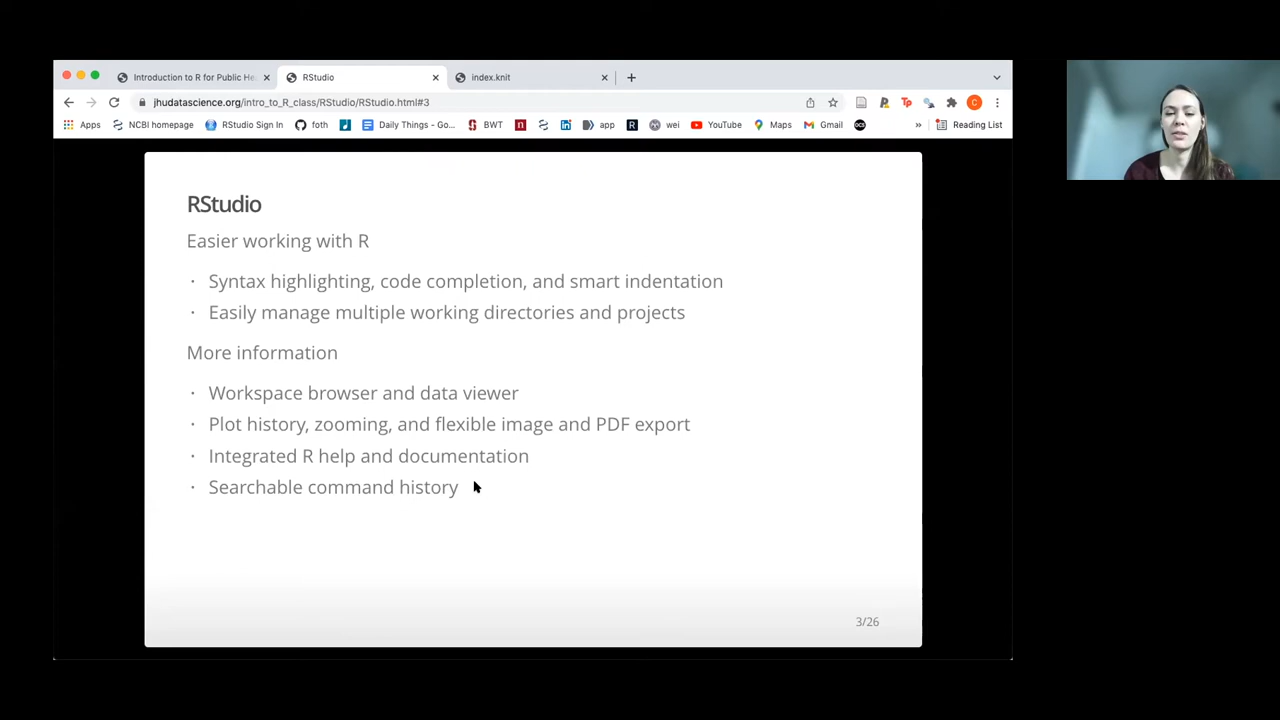 Introduction to R for Public He
RStudio
index.knit
jhudatascience.org/intro_to_R_class/RStudio/RStudio.html#3
Apps
NCBI homepage
RStudio Sign In
foth
Daily Things - Go...
BWT
app
wei
YouTube
Maps
Gmail
»
Reading List
RStudio
Easier working with R
· Syntax highlighting, code completion, and smart indentation
· Easily manage multiple working directories and projects
More information
· Workspace browser and data viewer
· Plot history, zooming, and flexible image and PDF export
· Integrated R help and documentation
· Searchable command history
3/26